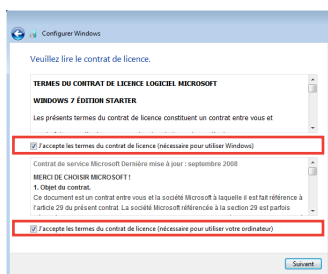 Configurer Windows
Veuillez lire le contrat de licence.
TERMES DU CONTRAT DE LICENCE LOGICIEL MICROSOFT
WINDOWS 7 ÉDITION STARTER
Les présents termes du contrat de licence constituent un contrat entre vous et
J'accepte les termes du contrat de licence (nécessaire pour utiliser Windows)
Contrat de service Microsoft Dernière mise à jour : septembre 2008
MERCI DE CHOISIR MICROSOFT !
1. Objet du contrat.
Ce document est un contrat entre vous et la société Microsoft à laquelle il est fait référence à
l'article 29 du présent contrat. La société Microsoft référencée à la section 29 est parfois
J'accepte les termes du contrat de licence (nécessaire pour utiliser votre ordinateur)
Suivant